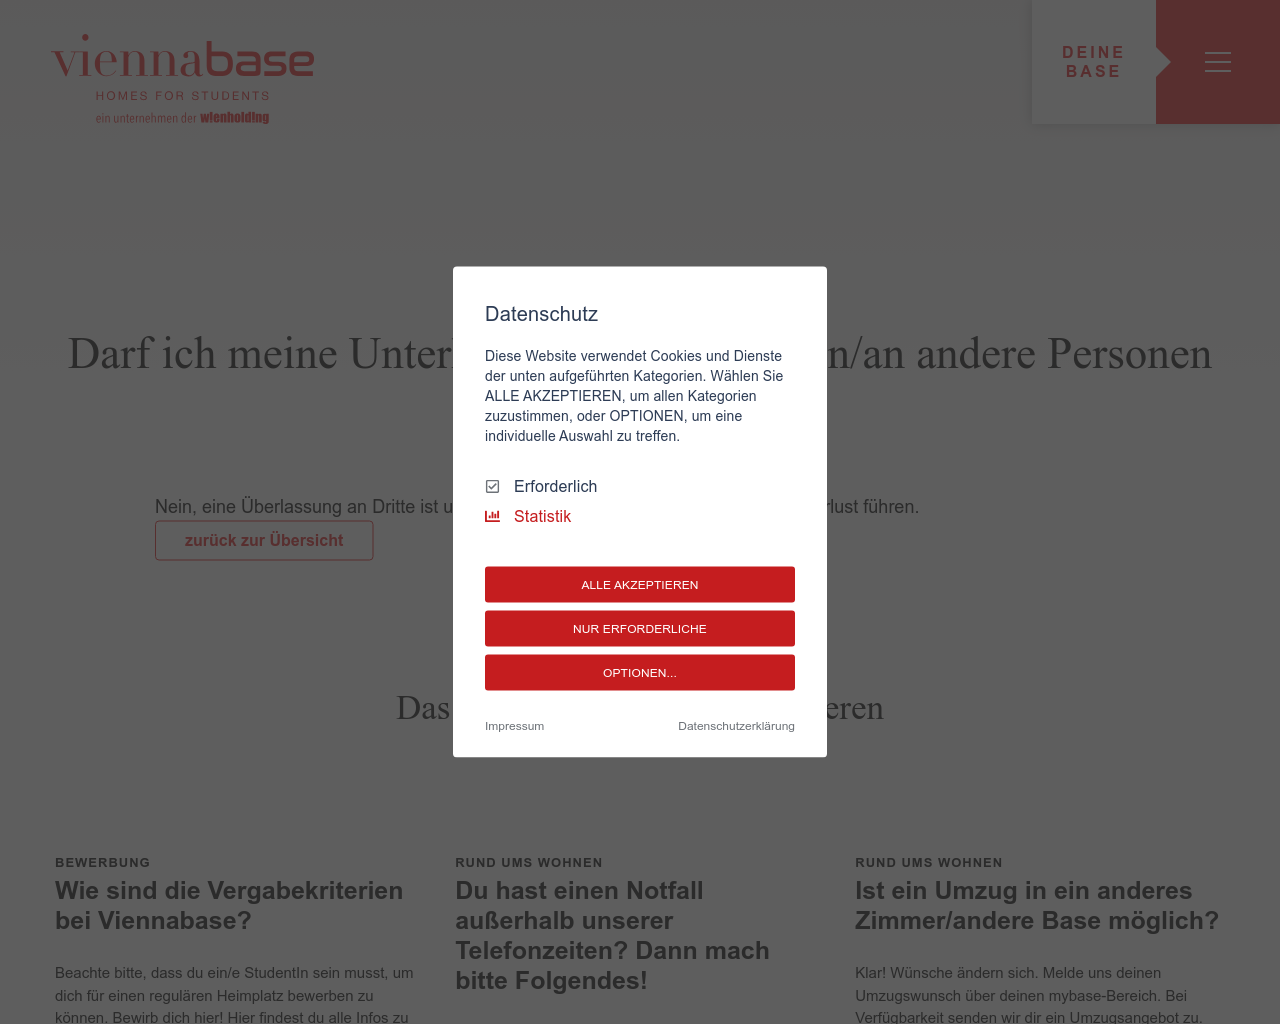 viennabase
HOMES FOR STUDENTS
ein unternehmen der wienholding
DEINE
BASE
Darf ich meine Unter
n/an andere Personen
Datenschutz
Diese Website verwendet Cookies und Dienste
der unten aufgeführten Kategorien. Wählen Sie
ALLE AKZEPTIEREN, um allen Kategorien
zuzustimmen, oder OPTIONEN, um eine
individuelle Auswahl zu treffen.
Erforderlich
Statistik
ALLE AKZEPTIEREN
NUR ERFORDERLICHE
OPTIONEN...
Impressum
Datenschutzerklärung
Nein, eine Überlassung an Dritte ist u
rlust führen.
zurück zur Übersicht
Das
eren
BEWERBUNG
Wie sind die Vergabekriterien
bei Viennabase?
Beachte bitte, dass du ein/e StudentIn sein musst, um
dich für einen regulären Heimplatz bewerben zu
können. Bewirb dich hier! Hier findest du alle Infos zu
RUND UMS WOHNEN
Du hast einen Notfall
außerhalb unserer
Telefonzeiten? Dann mach
bitte Folgendes!
RUND UMS WOHNEN
Ist ein Umzug in ein anderes
Zimmer/andere Base möglich?
Klar! Wünsche ändern sich. Melde uns deinen
Umzugswunsch über deinen mybase-Bereich. Bei
Verfügbarkeit senden wir dir ein Umzugsangebot zu.